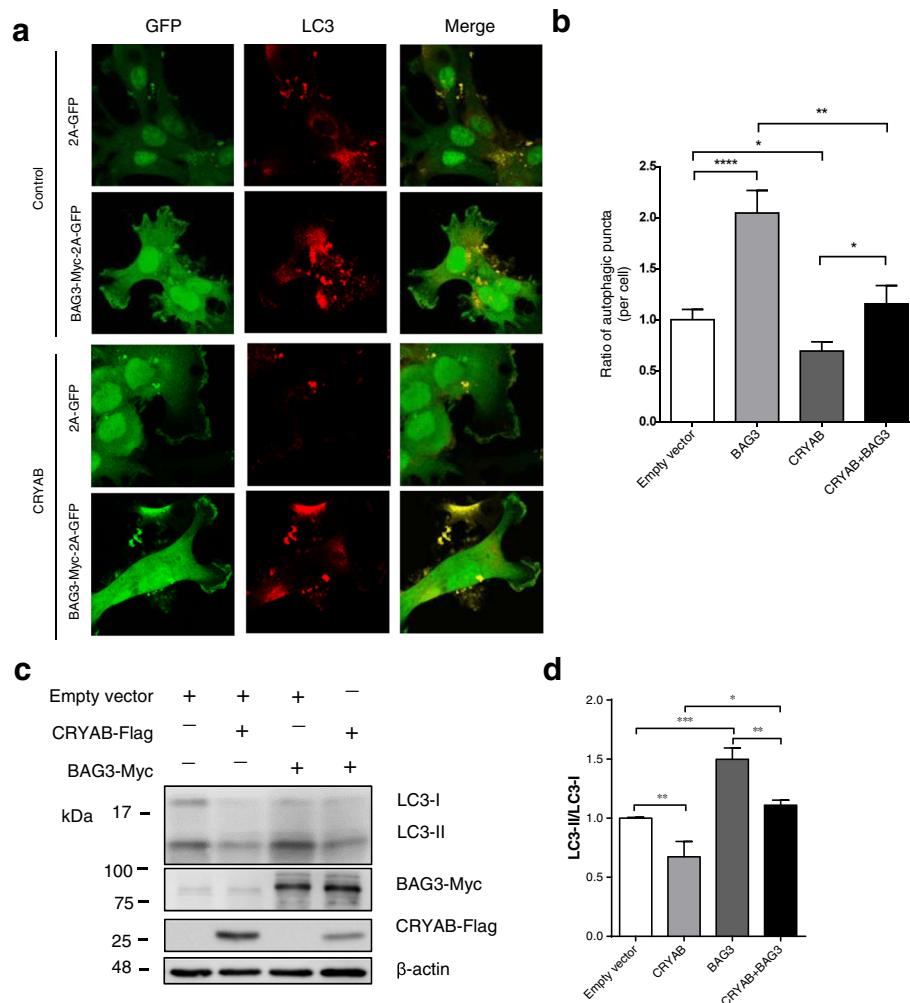 a
GFP LC3 Merge
Control
2A-GFP
BAG3-Myc-2A-GFP
CRYAB
2A-GFP
BAG3-Myc-2A-GFP
b
**
*
****
*
Ratio of autophagic puncta
(per cell)
2.5
2.0
1.5
1.0
0.5
0.0
Empty vector BAG3 CRYAB CRYAB+BAG3
c
Empty vector + + + −
CRYAB-Flag − + − +
BAG3-Myc − − + +
kDa
17
LC3-I
LC3-II
100
75
BAG3-Myc
25
CRYAB-Flag
48
β-actin
d
*
***
**
**
LC3-II/LC3-I
2.0
1.5
1.0
0.5
0.0
Empty vector CRYAB BAG3 CRYAB+BAG3